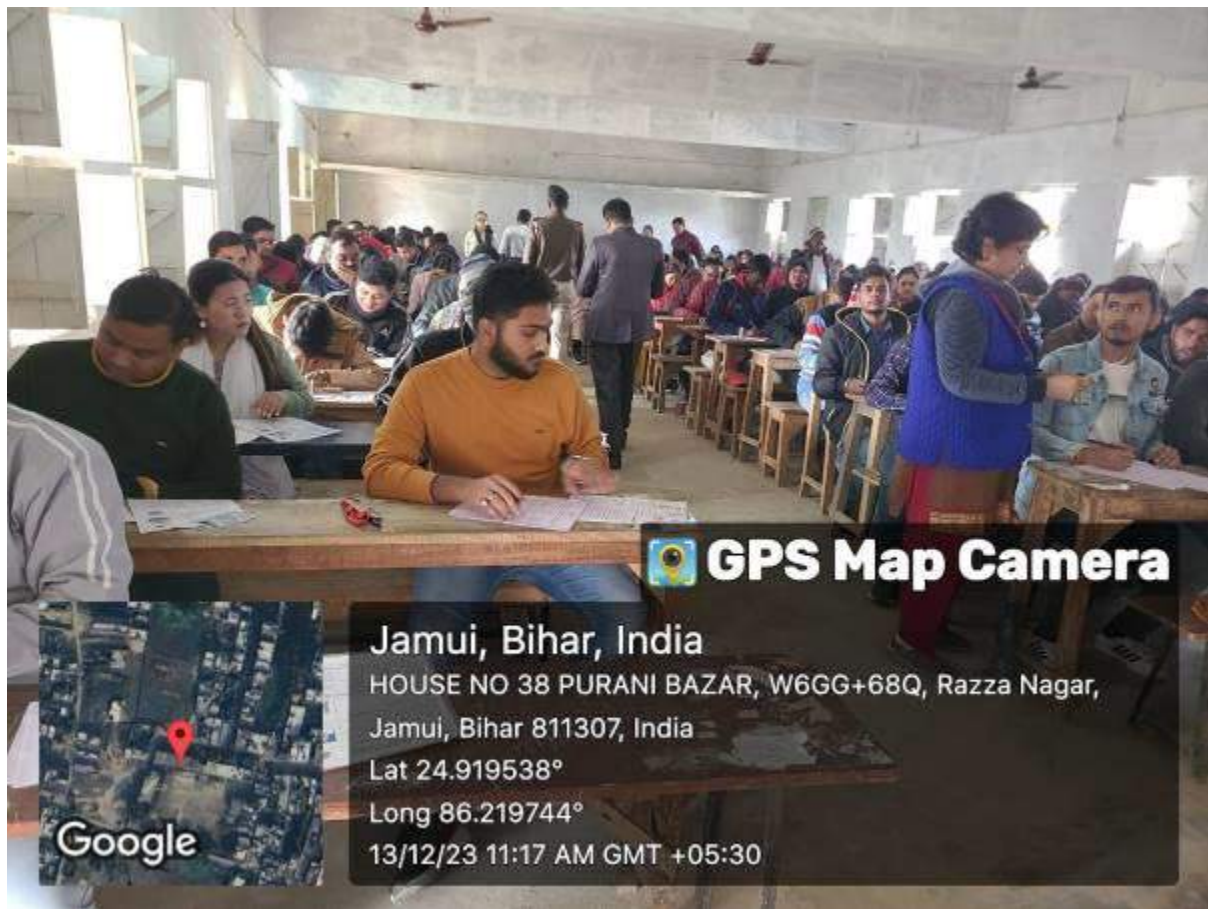 GPS Map Camera
Jamui, Bihar, India
HOUSE NO 38 PURANI BAZAR, W6GG+68Q, Razza Nagar,
Jamui, Bihar 811307, India
Lat 24.919538°
Long 86.219744°
13/12/23 11:17 AM GMT +05:30
Google